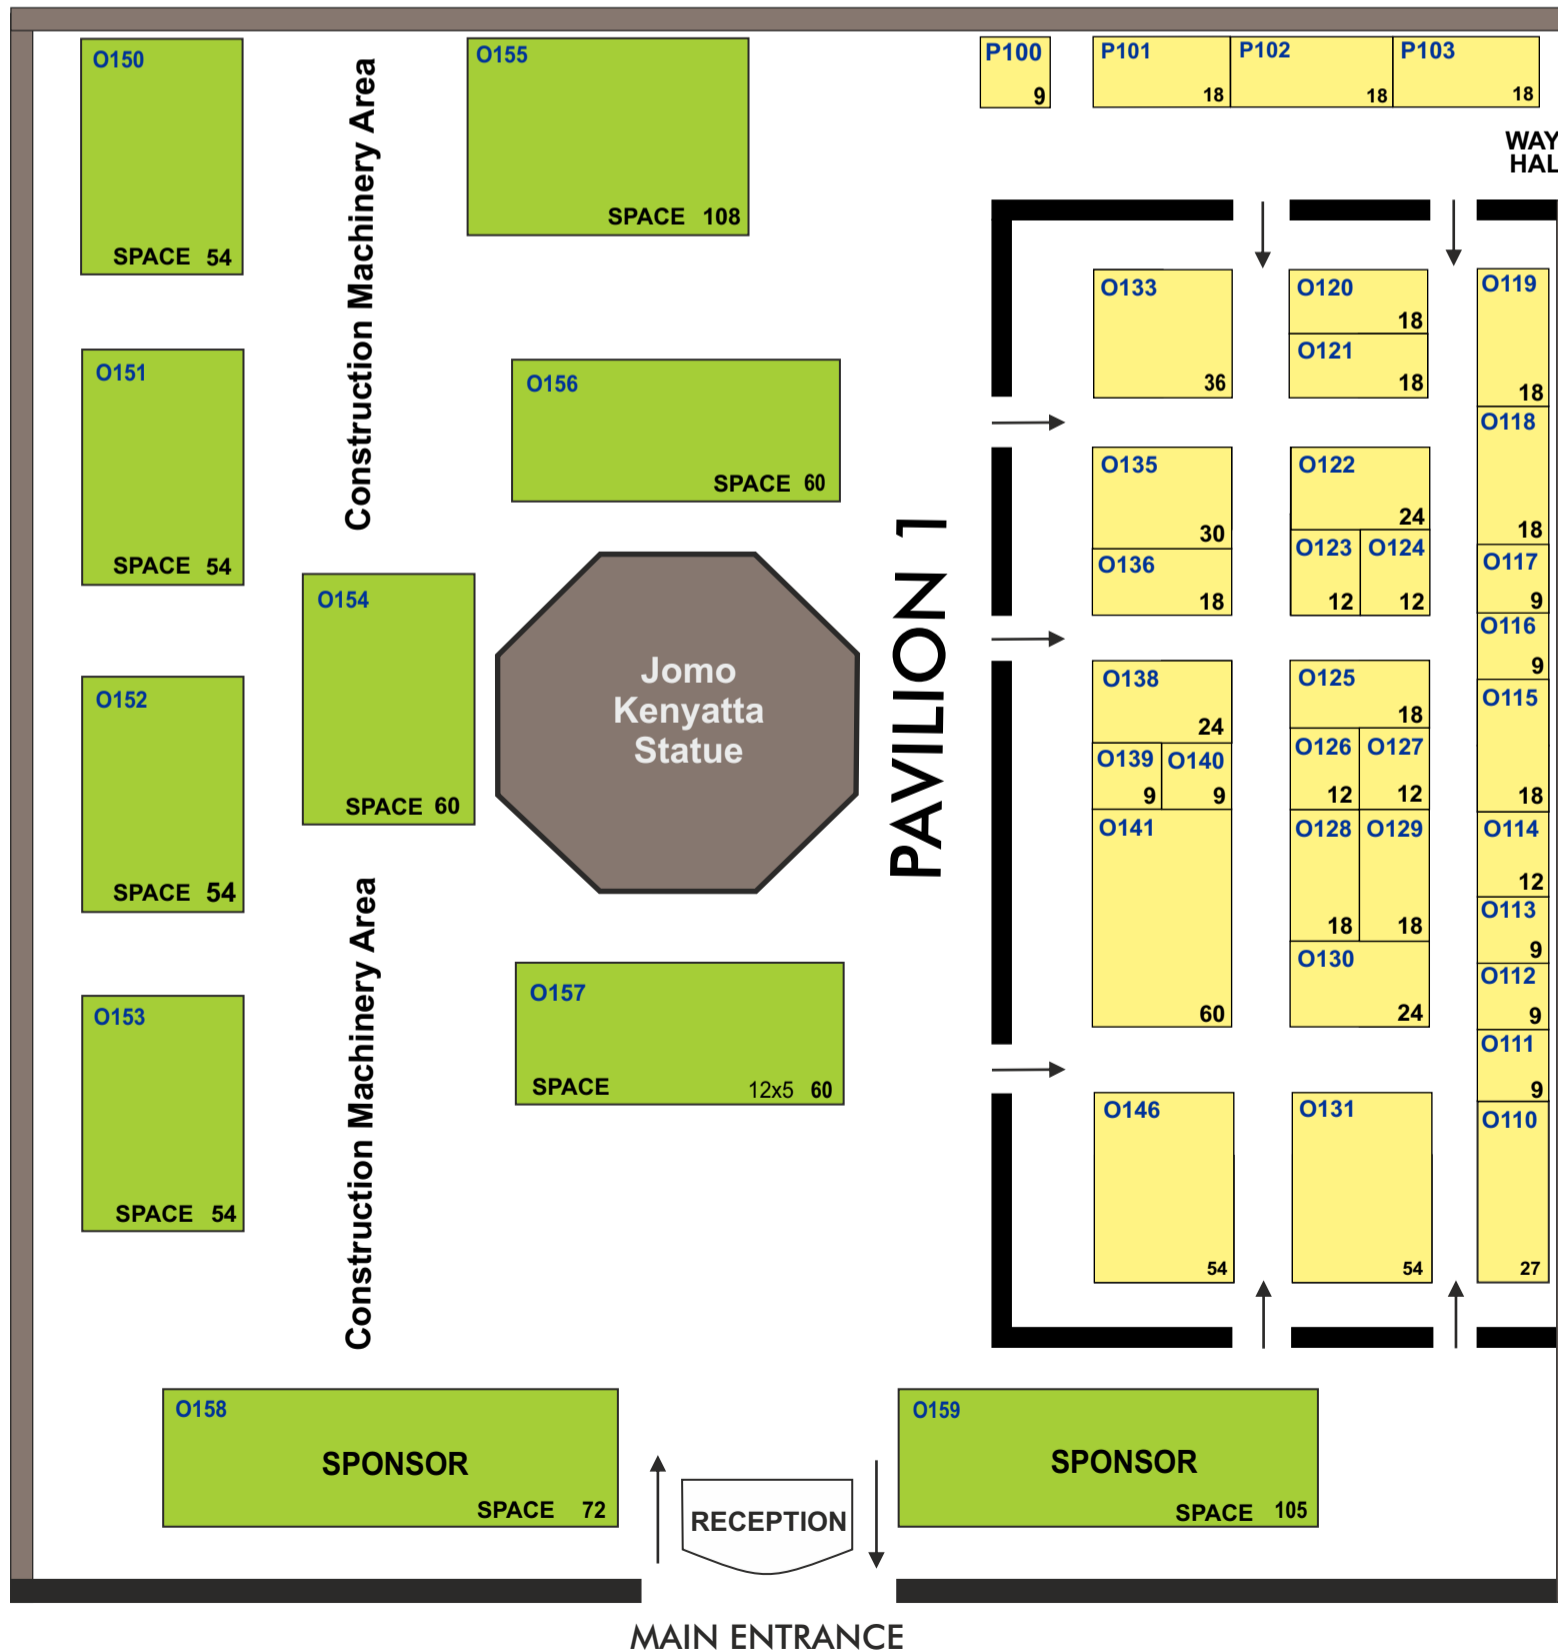 O150
SPACE 54
O151
SPACE 54
O152
SPACE 54
O153
SPACE 54
Construction Machinery Area
Construction Machinery Area
O154
SPACE 60
O155
SPACE 108
O156
SPACE 60
Jomo
Kenyatta
Statue
O157
SPACE 12x5 60
PAVILION 1
P100
9
P101
18
P102
18
P103
18
WAY
HAL
O133
36
O135
30
O136
18
O138
24
O139
9
O140
9
O141
60
O146
54
O120
18
O121
18
O122
24
O123
12
O124
12
O125
18
O126
12
O127
12
O128
18
O129
18
O130
24
O131
54
O119
18
O118
18
O117
9
O116
9
O115
18
O114
12
O113
9
O112
9
O111
9
O110
27
O158
SPONSOR
SPACE 72
RECEPTION
O159
SPONSOR
SPACE 105
MAIN ENTRANCE